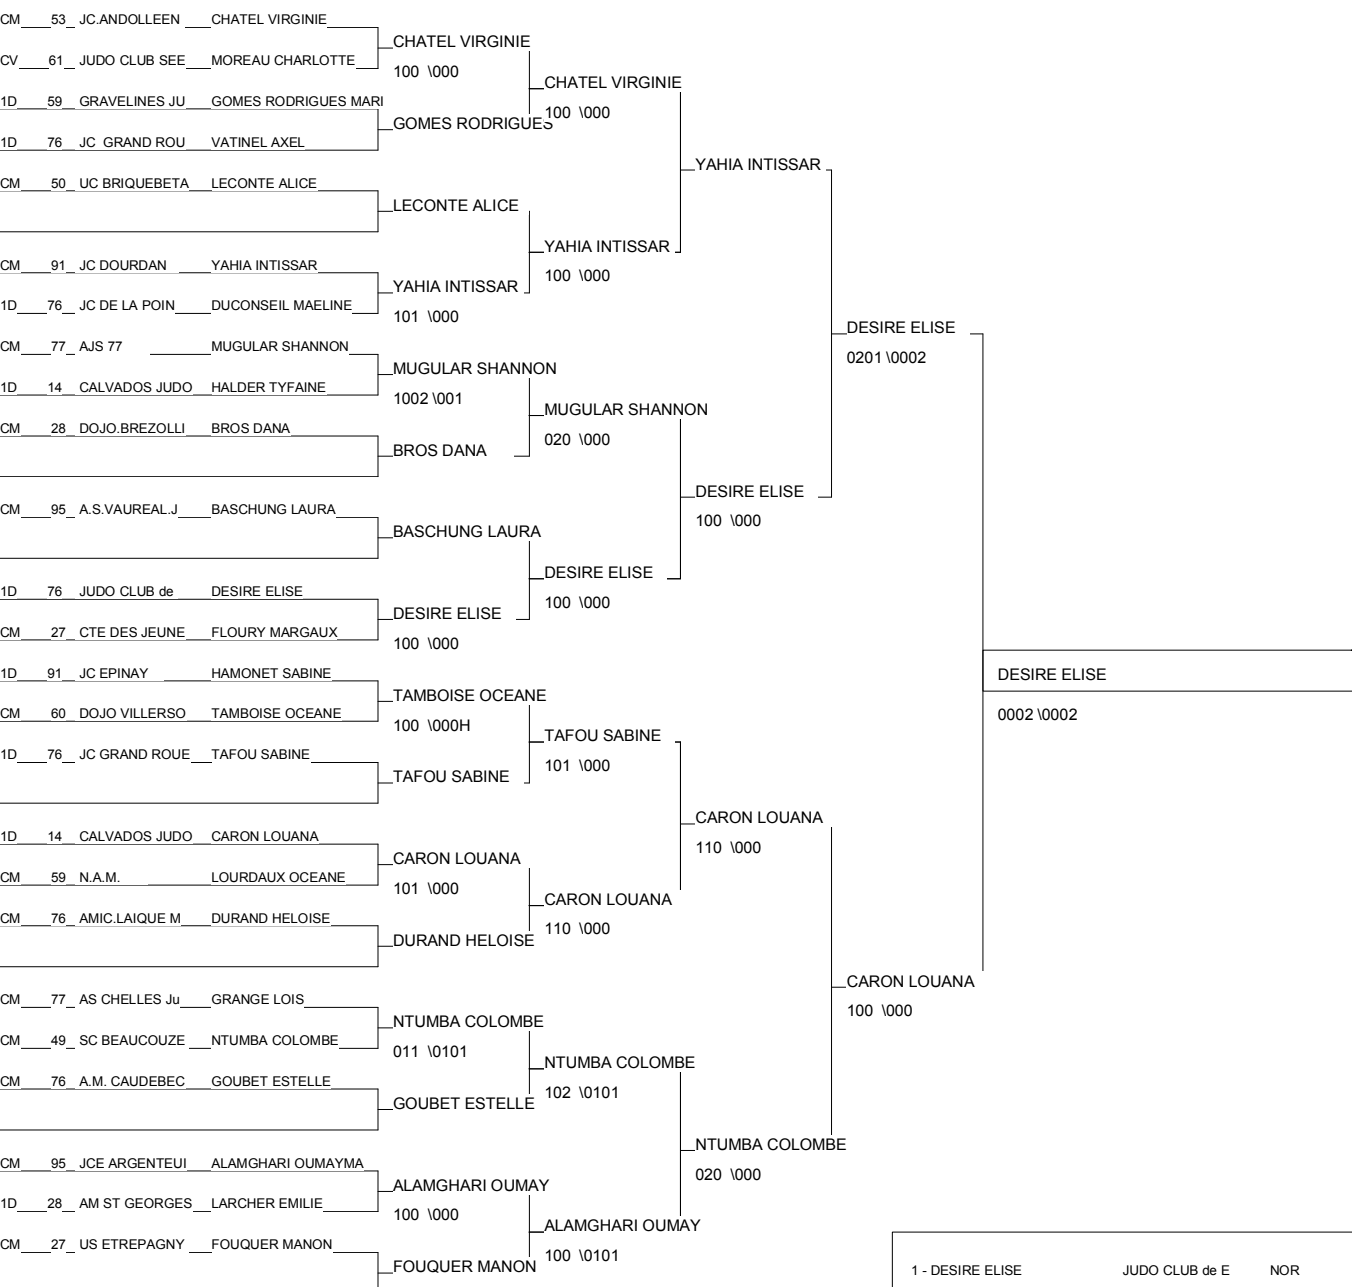 CM 53 JC.ANDOLLEEN CHATEL VIRGINIE
CHATEL VIRGINIE
CV 61 JUDO CLUB SEE MOREAU CHARLOTTE
100 \000
CHATEL VIRGINIE
1D 59 GRAVELINES JU GOMES RODRIGUES MARI
100 \000
GOMES RODRIGUES
1D 76 JC GRAND ROU VATINEL AXEL
YAHIA INTISSAR
CM 50 UC BRIQUEBETA LECONTE ALICE
LECONTE ALICE
YAHIA INTISSAR
CM 91 JC DOURDAN YAHIA INTISSAR
100 \000
YAHIA INTISSAR
1D 76 JC DE LA POIN DUCONSEIL MAELINE
101 \000
DESIRE ELISE
CM 77 AJS 77 MUGULAR SHANNON
0201 \0002
MUGULAR SHANNON
1D 14 CALVADOS JUDO HALDER TYFAINE
1002 \001
MUGULAR SHANNON
CM 28 DOJO.BREZOLLI BROS DANA
020 \000
BROS DANA
DESIRE ELISE
CM 95 A.S.VAUREAL.J BASCHUNG LAURA
100 \000
BASCHUNG LAURA
DESIRE ELISE
1D 76 JUDO CLUB de DESIRE ELISE
100 \000
DESIRE ELISE
CM 27 CTE DES JEUNE FLOURY MARGAUX
100 \000
1D 91 JC EPINAY HAMONET SABINE
DESIRE ELISE
TAMBOISE OCEANE
CM 60 DOJO VILLERSO TAMBOISE OCEANE
0002 \0002
100 \000H
TAFOU SABINE
1D 76 JC GRAND ROUE TAFOU SABINE
101 \000
TAFOU SABINE
CARON LOUANA
1D 14 CALVADOS JUDO CARON LOUANA
110 \000
CARON LOUANA
CM 59 N.A.M. LOURDAUX OCEANE
101 \000
CARON LOUANA
CM 76 AMIC.LAIQUE M DURAND HELOISE
110 \000
DURAND HELOISE
CARON LOUANA
CM 77 AS CHELLES Ju GRANGE LOIS
100 \000
NTUMBA COLOMBE
CM 49 SC BEAUCOUZE NTUMBA COLOMBE
011 \0101
NTUMBA COLOMBE
CM 76 A.M. CAUDEBEC GOUBET ESTELLE
102 \0101
GOUBET ESTELLE
NTUMBA COLOMBE
CM 95 JCE ARGENTEUI ALAMGHARI OUMAYMA
020 \000
ALAMGHARI OUMAY
1D 28 AM ST GEORGES LARCHER EMILIE
100 \000
ALAMGHARI OUMAY
CM 27 US ETREPAGNY FOUQUER MANON
100 \0101
FOUQUER MANON
1 - DESIRE ELISE JUDO CLUB de E NOR